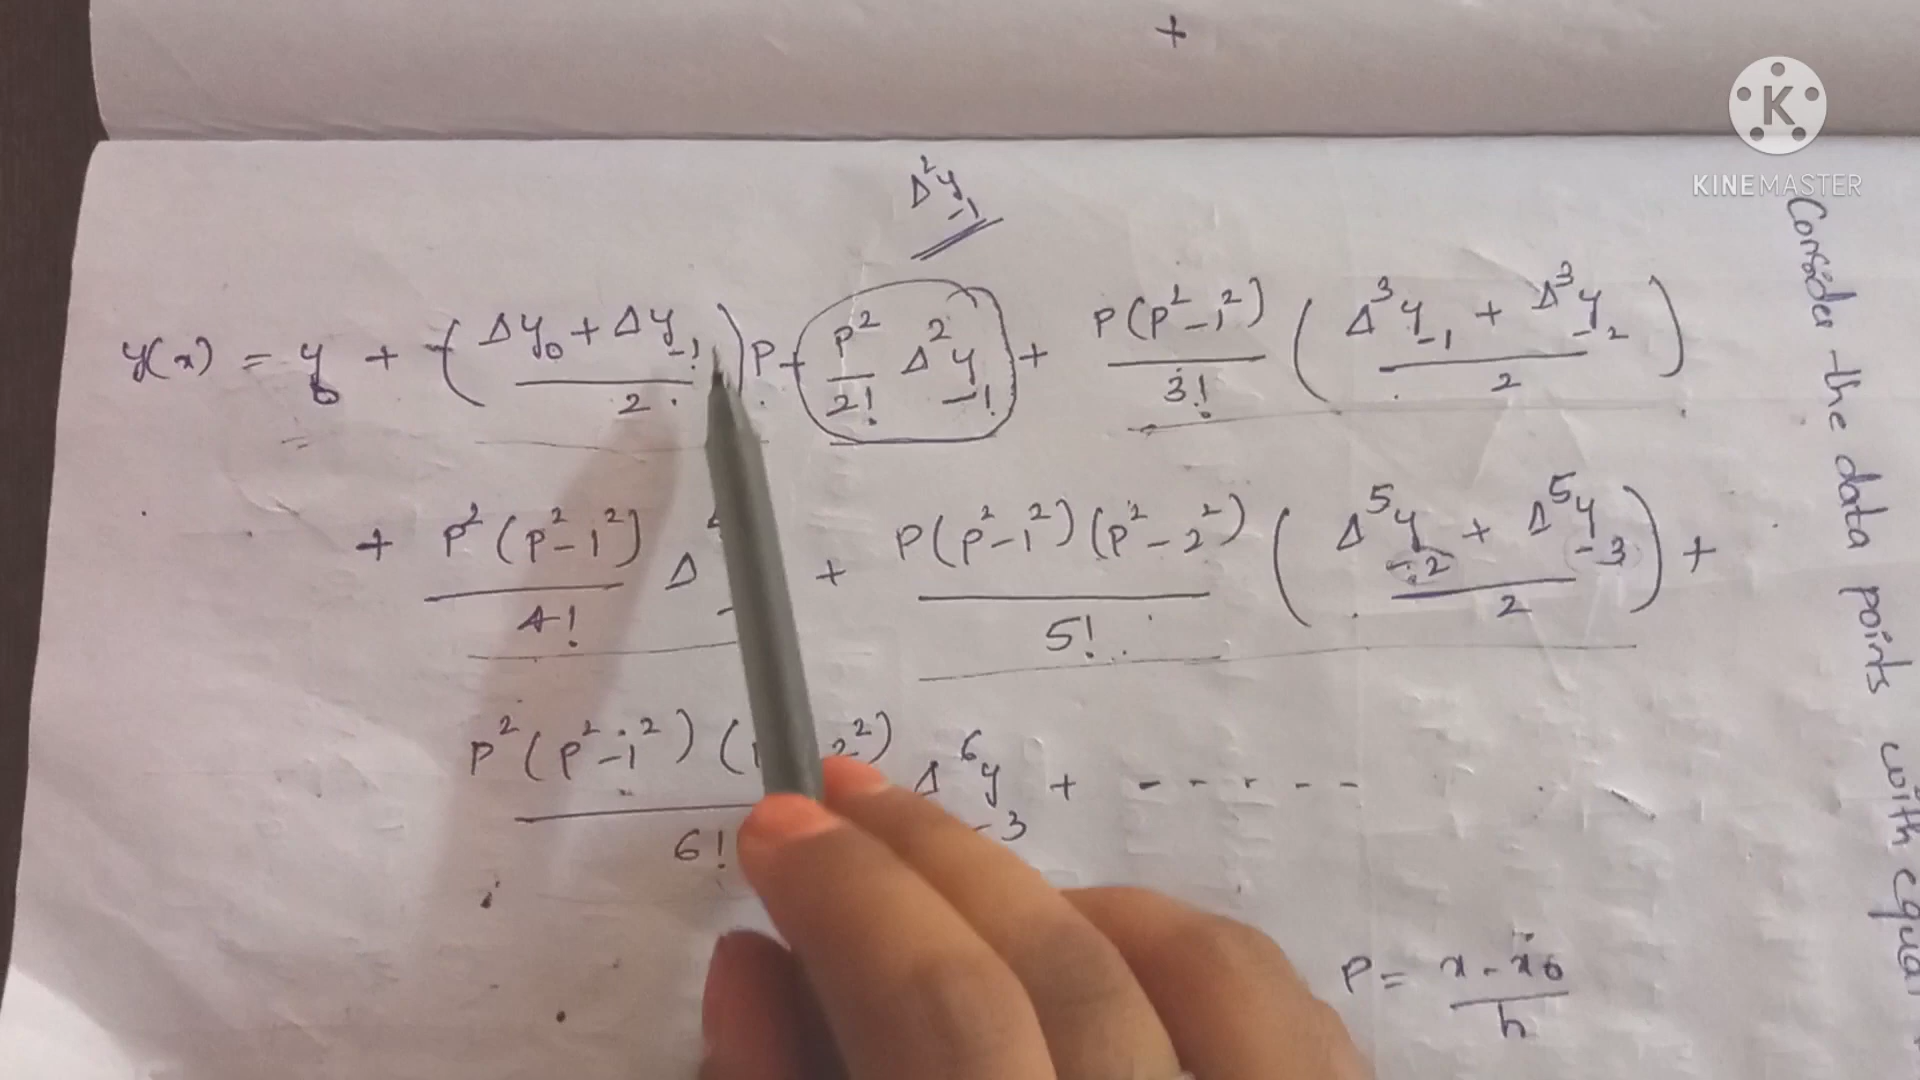 +
K
KINEMASTER
Δ²y₋₁
y(x) = y₀ + (Δy₀ + Δy₋₁ / 2) P + P²/2! Δ²y₋₁ + P(P²-1²)/3! (Δ³y₋₁ + Δ³y₋₂ / 2)
+ P²(P²-1²)/4! Δ + P(P²-1²)(P²-2²)/5! (Δ⁵y₋₂ + Δ⁵y₋₃ / 2) +
P²(P²-1²)( 2²)/6! Δ⁶y₋₃ + - - - - -
P = x - x₀ / h
Consider the data points with equal